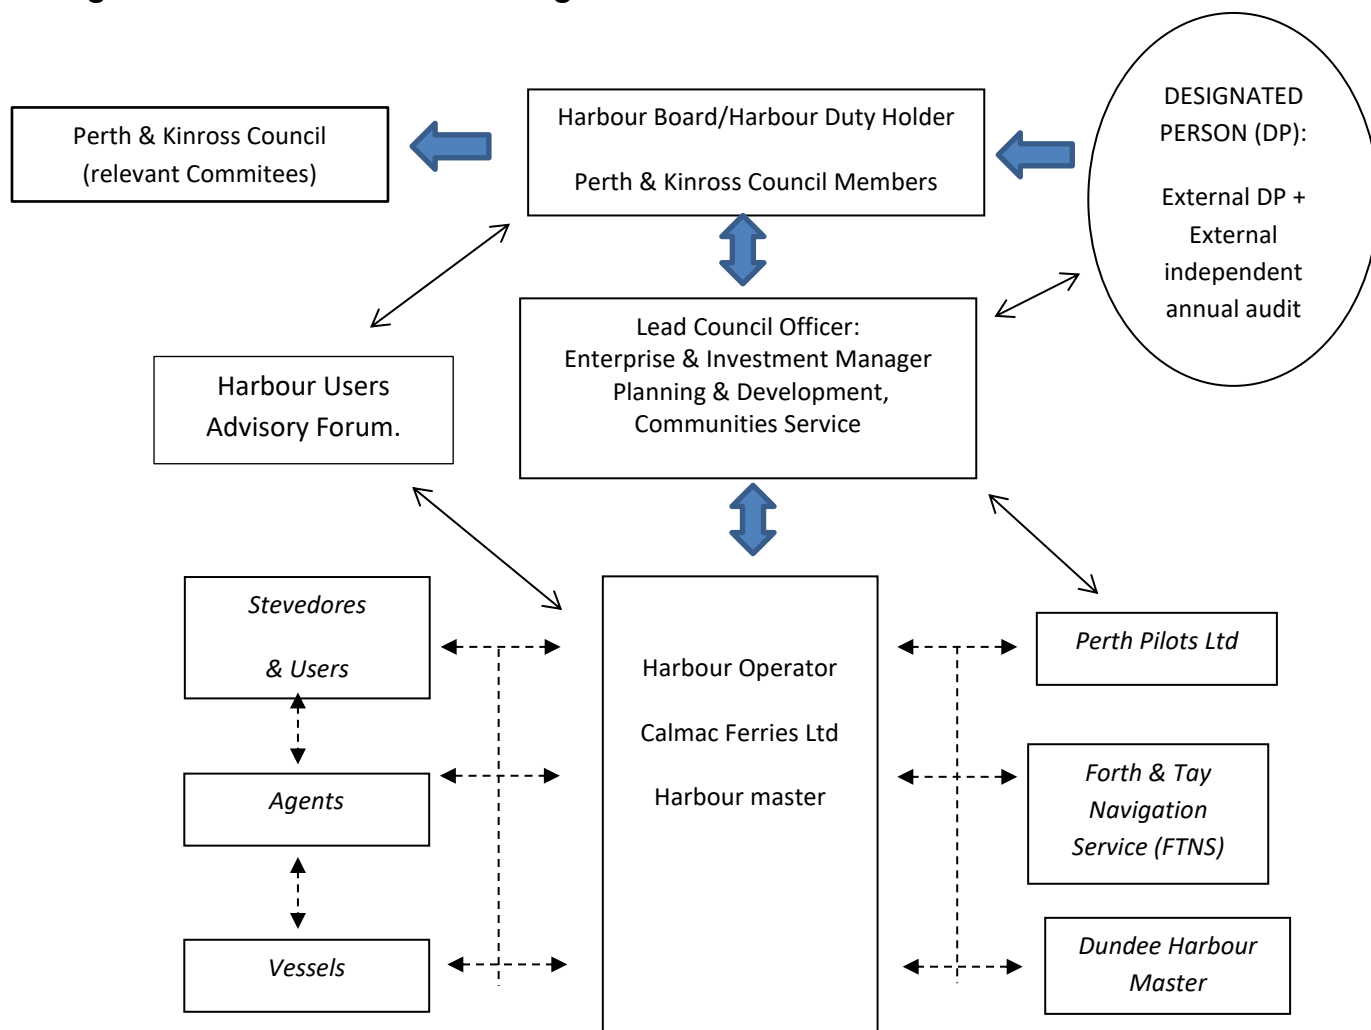 Perth & Kinross Council
(relevant Commitees)
Harbour Board/Harbour Duty Holder
Perth & Kinross Council Members
DESIGNATED
PERSON (DP):
External DP +
External
independent
annual audit
Lead Council Officer:
Enterprise & Investment Manager
Planning & Development,
Communities Service
Harbour Users
Advisory Forum.
Stevedores
& Users
Agents
Vessels
Harbour Operator
Calmac Ferries Ltd
Harbour master
Perth Pilots Ltd
Forth & Tay
Navigation
Service (FTNS)
Dundee Harbour
Master